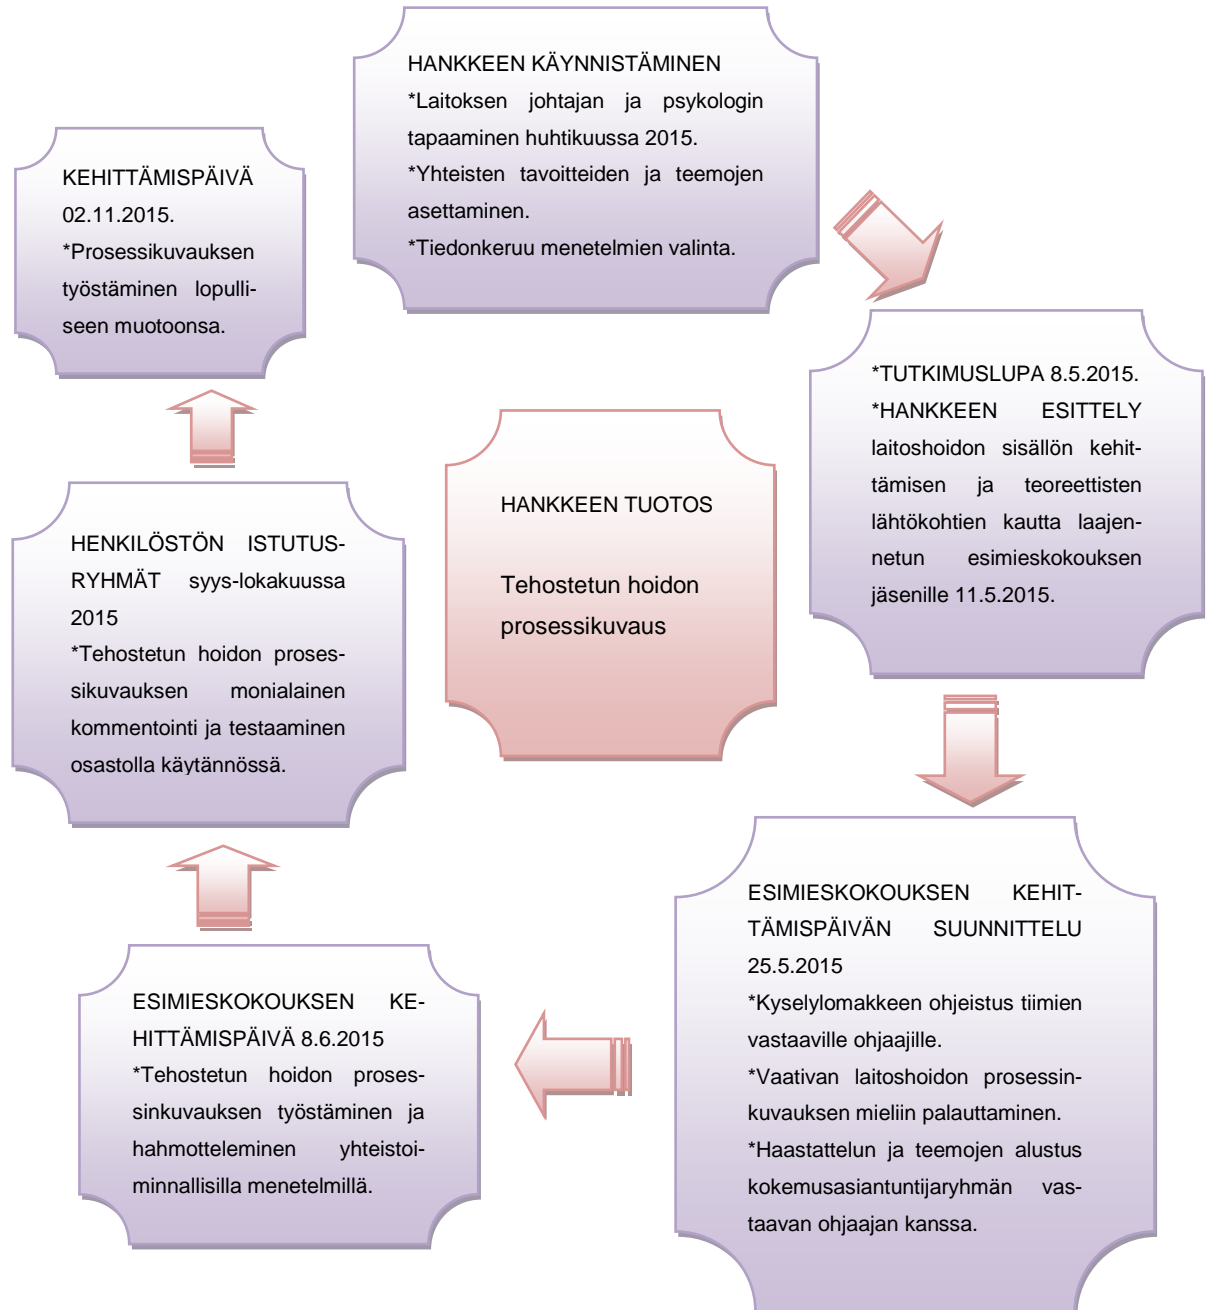 HANKKEEN KÄYNNISTÄMINEN
*Laitoksen johtajan ja psykologin
tapaaminen huhtikuussa 2015.
*Yhteisten tavoitteiden ja teemojen
asettaminen.
*Tiedonkeruu menetelmien valinta.
*TUTKIMUSLUPA 8.5.2015.
*HANKKEEN ESITTELY
laitoshoidon sisällön kehit-
tämisen ja teoreettisten
lähtökohtien kautta laajen-
netun esimieskokouksen
jäsenille 11.5.2015.
ESIMIESKOKOUKSEN KEHIT-
TÄMISPÄIVÄN SUUNNITTELU
25.5.2015
*Kyselylomakkeen ohjeistus tiimien
vastaaville ohjaajille.
*Vaativan laitoshoidon prosessin-
kuvauksen mieliin palauttaminen.
*Haastattelun ja teemojen alustus
kokemusasiantuntijaryhmän vas-
taavan ohjaajan kanssa.
ESIMIESKOKOUKSEN KE-
HITTÄMISPÄIVÄ 8.6.2015
*Tehostetun hoidon proses-
sinkuvauksen työstäminen ja
hahmotteleminen yhteistoi-
minnallisilla menetelmillä.
HENKILÖSTÖN ISTUTUS-
RYHMÄT syys-lokakuussa
2015
*Tehostetun hoidon proses-
sikuvauksen monialainen
kommentointi ja testaaminen
osastolla käytännössä.
KEHITTÄMISPÄIVÄ
02.11.2015.
*Prosessikuvauksen
työstäminen lopulli-
seen muotoonsa.
HANKKEEN TUOTOS
Tehostetun hoidon
prosessikuvaus